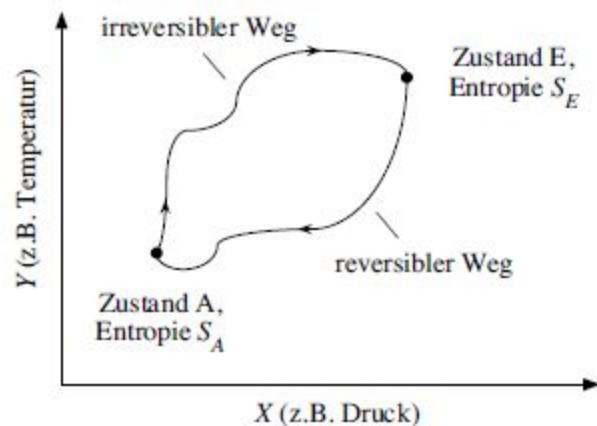 irreversibler Weg
Zustand E,
Entropie S_E
Y (z.B. Temperatur)
reversibler Weg
Zustand A,
Entropie S_A
X (z.B. Druck)